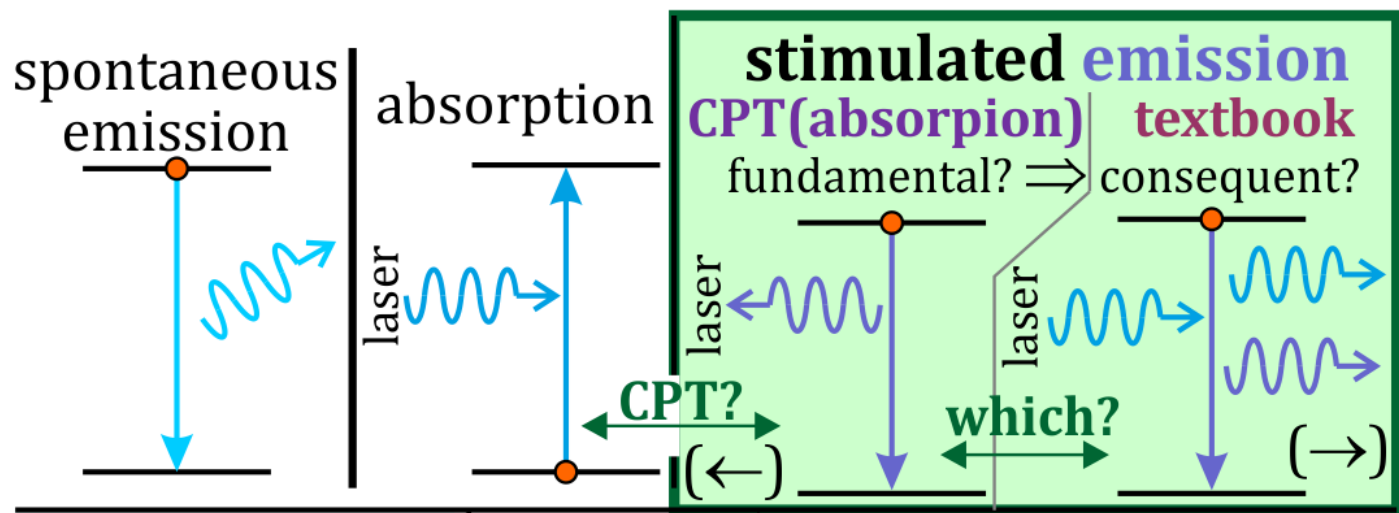 spontaneous
emission
absorption
laser
CPT?
stimulated emission
CPT(absorpion)
textbook
fundamental? ⇒ consequent?
laser
(←)
which?
laser
(→)